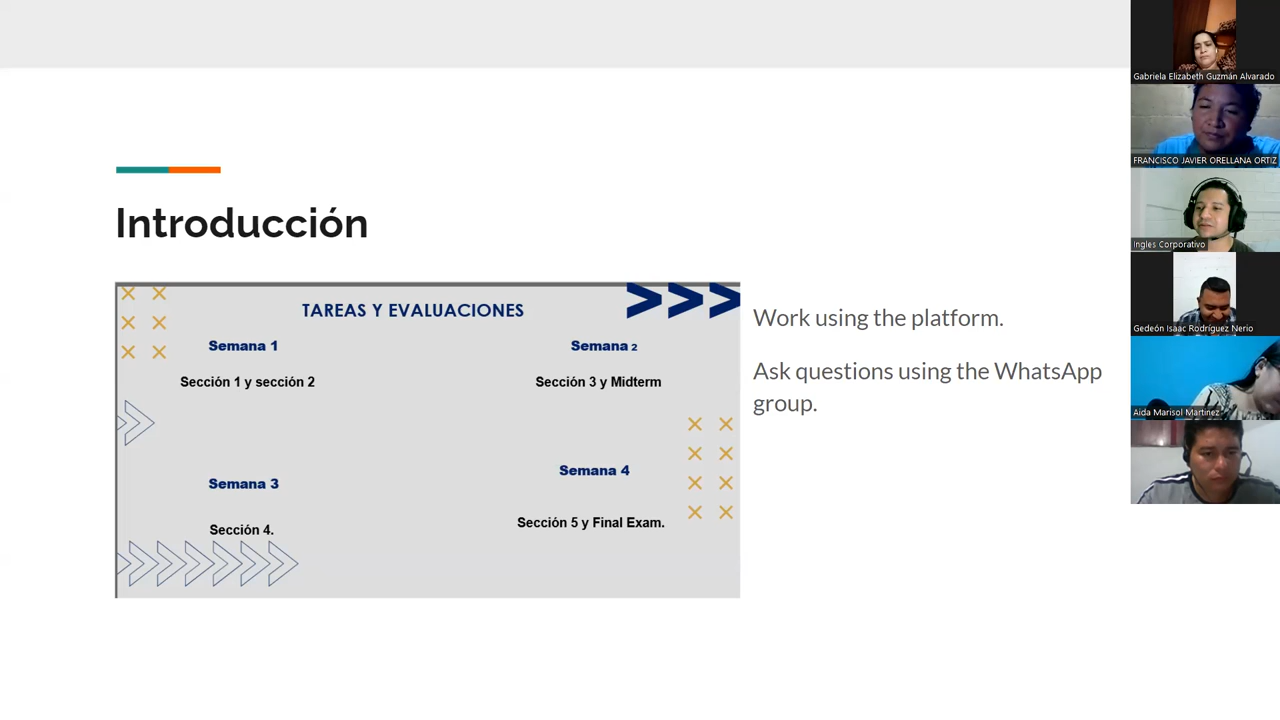 Introducción
TAREAS Y EVALUACIONES
Semana 1
Semana 2
Sección 1 y sección 2
Sección 3 y Midterm
Semana 3
Semana 4
Sección 4.
Sección 5 y Final Exam.
Work using the platform.
Ask questions using the WhatsApp
group.
Gabriela Elizabeth Guzmán Alvarado
FRANCISCO JAVIER ORELLANA ORTIZ
Ingles Corporativo
Gedeón Isaac Rodríguez Nerio
Aida Marisol Martinez